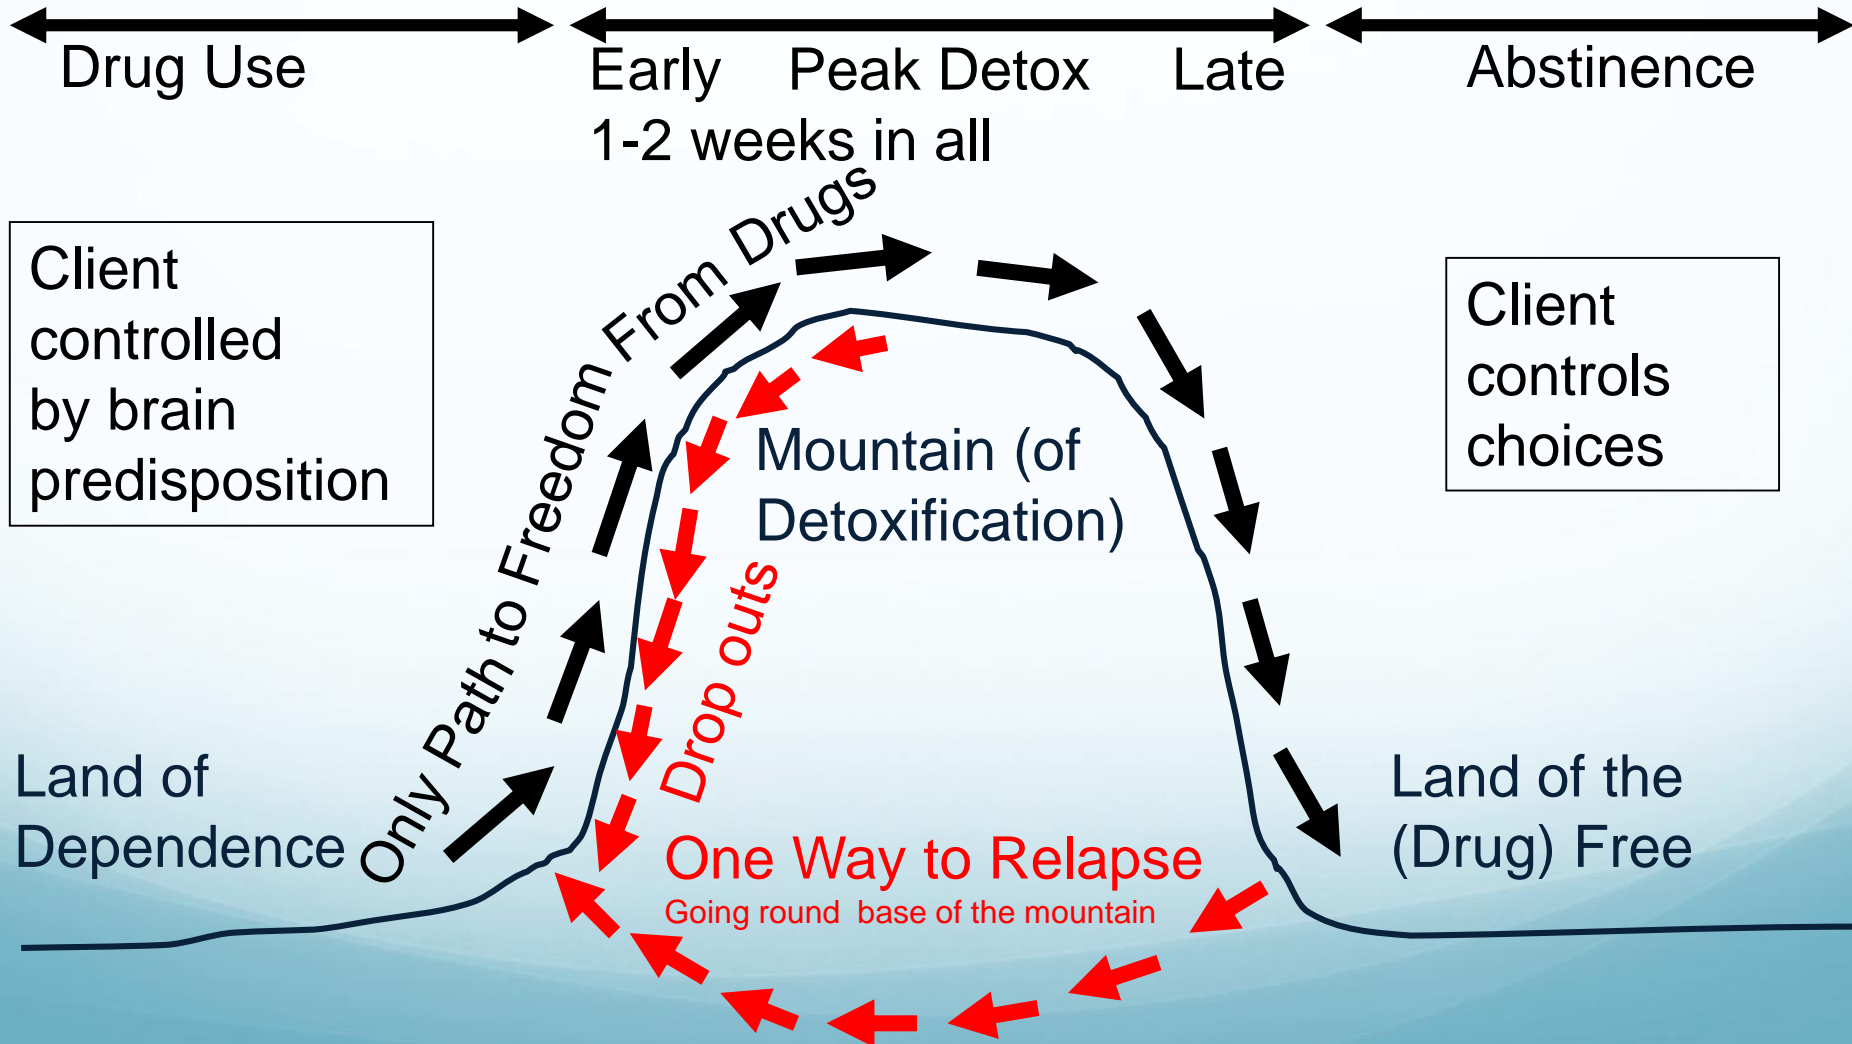 Drug Use
Early Peak Detox Late
1-2 weeks in all
Abstinence
Client
controlled
by brain
predisposition
Only Path to Freedom From Drugs
Client
controls
choices
Mountain (of
Detoxification)
Drop outs
Land of
Dependence
One Way to Relapse
Going round base of the mountain
Land of the
(Drug) Free